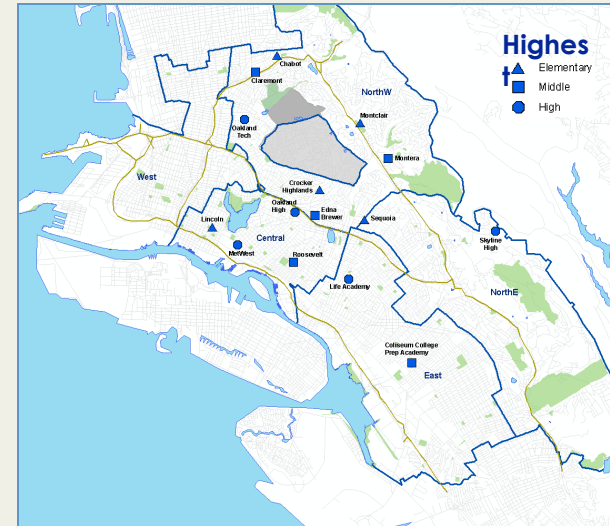 Highes
t
Elementary
Middle
High
Chabot
Claremont
NorthW
Montclair
Oakland
Tech
Montera
West
Crocker
Highlands
Oakland
High
Edna
Brewer
Lincoln
Sequoia
Central
Skyline
High
MetWest
Roosevelt
Life Academy
NorthE
Coliseum College
Prep Academy
East